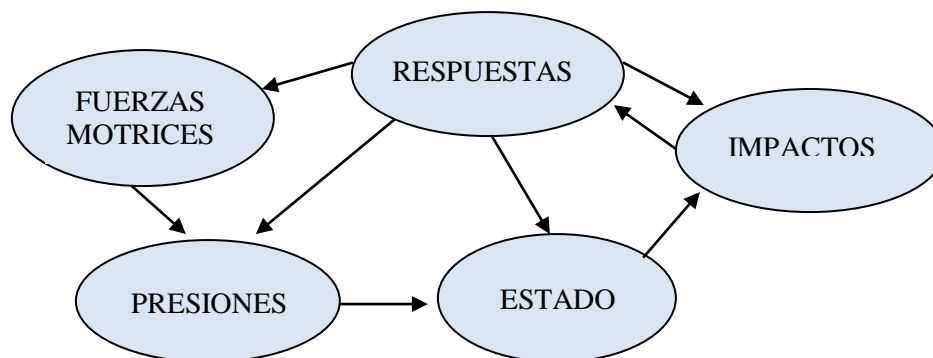 RESPUESTAS
FUERZAS
MOTRICES
IMPACTOS
PRESIONES
ESTADO